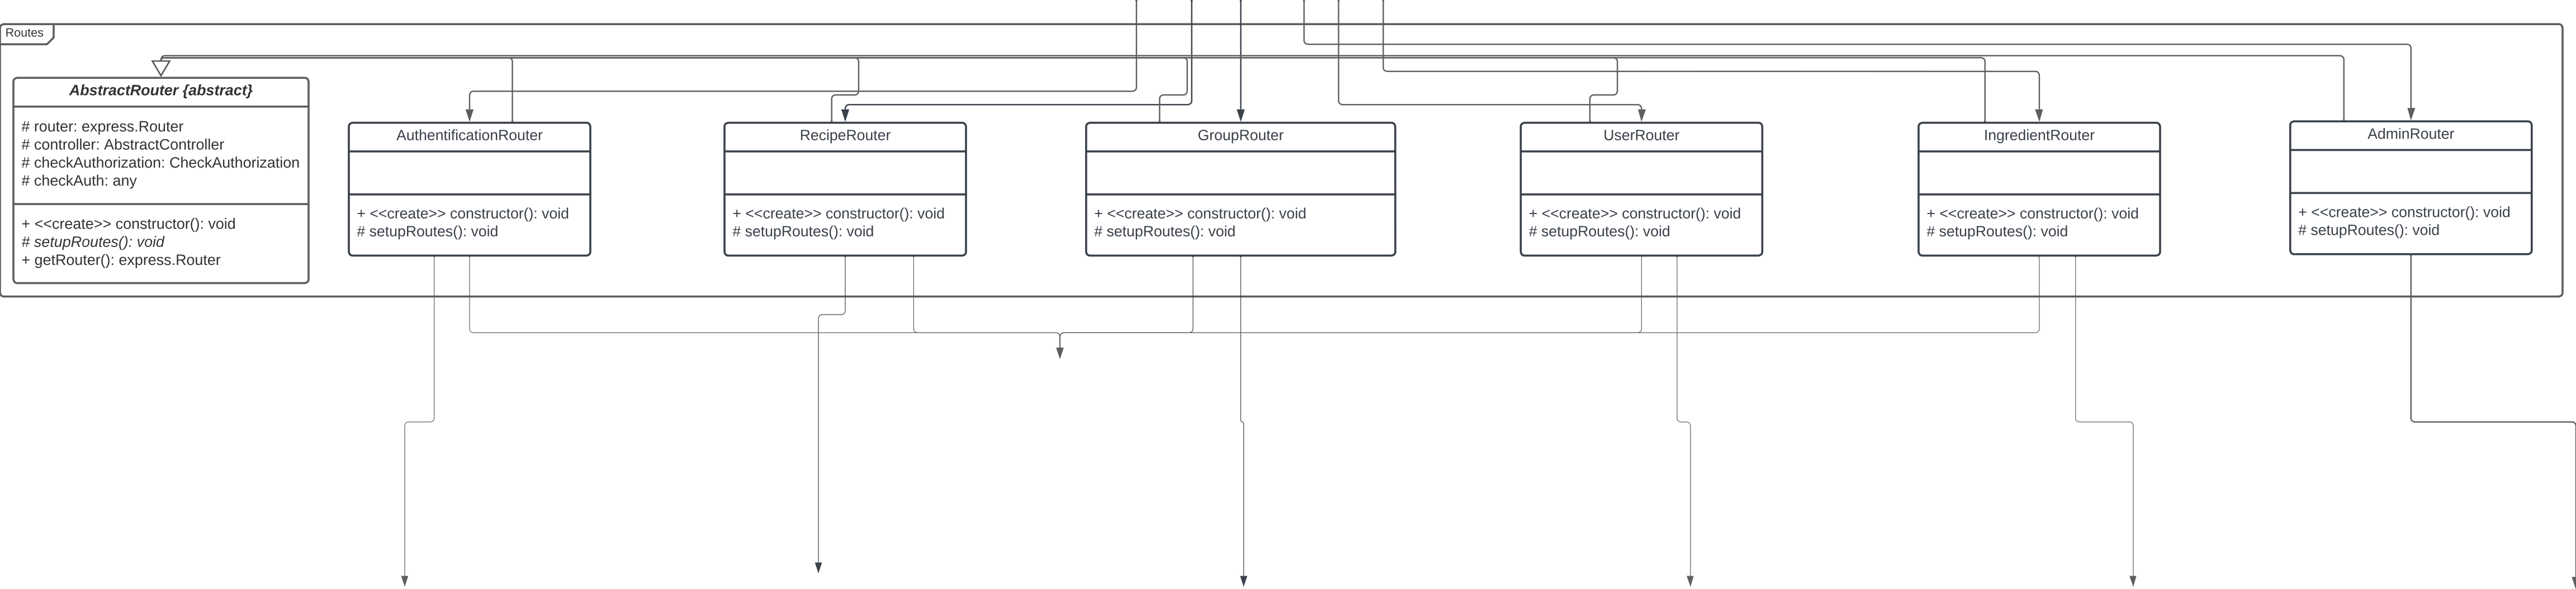 Routes
AbstractRouter {abstract}
# router: express.Router
# controller: AbstractController
# checkAuthorization: CheckAuthorization
# checkAuth: any
+ <<create>> constructor(): void
# setupRoutes(): void
+ getRouter(): express.Router
AuthentificationRouter
+ <<create>> constructor(): void
# setupRoutes(): void
RecipeRouter
+ <<create>> constructor(): void
# setupRoutes(): void
GroupRouter
+ <<create>> constructor(): void
# setupRoutes(): void
UserRouter
+ <<create>> constructor(): void
# setupRoutes(): void
IngredientRouter
+ <<create>> constructor(): void
# setupRoutes(): void
AdminRouter
+ <<create>> constructor(): void
# setupRoutes(): void